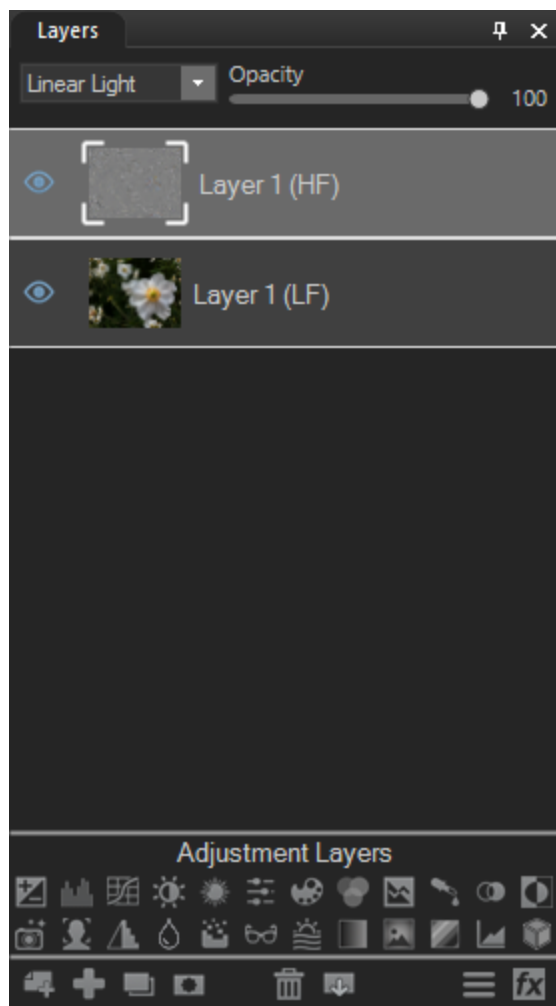 Layers
Linear Light
Opacity
100
Layer 1 (HF)
Layer 1 (LF)
Adjustment Layers
fx